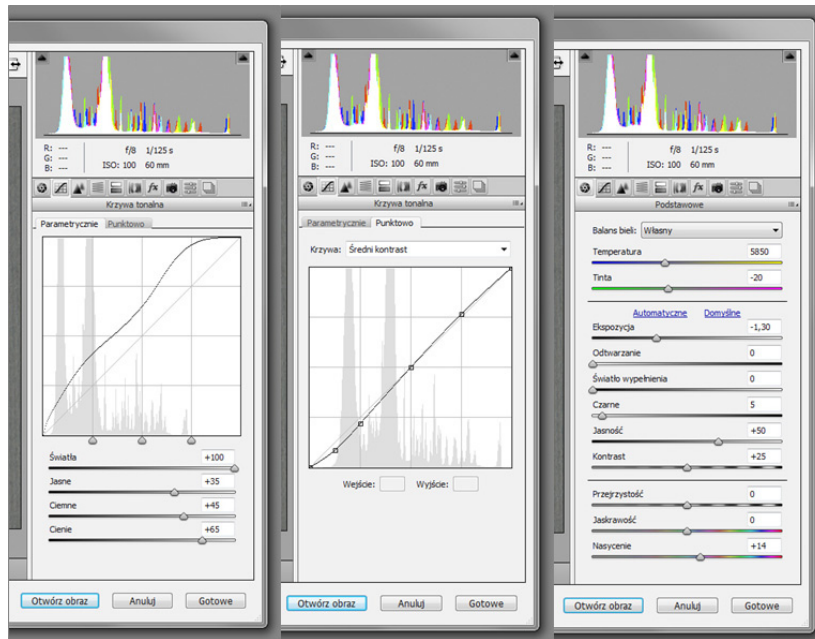 R: ---
G: ---
B: ---
f/8 1/125 s
ISO: 100 60 mm
fx
Krzywa tonalna
Parametrycznie Punktowo
Światła +100
Jasne +35
Ciemne +45
Cienie +65
Otwórz obraz Anuluj Gotowe
R: ---
G: ---
B: ---
f/8 1/125 s
ISO: 100 60 mm
fx
Krzywa tonalna
Parametrycznie Punktowo
Krzywa: Średni kontrast
Wejście: Wyjście:
Otwórz obraz Anuluj Gotowe
R: ---
G: ---
B: ---
f/8 1/125 s
ISO: 100 60 mm
fx
Podstawowe
Balans bieli: Własny
Temperatura 5850
Tinta -20
Automatyczne Domyślne
Ekspozycja -1,30
Odtwarzanie 0
Światło wypełnienia 0
Czarne 5
Jasność +50
Kontrast +25
Przejrzystość 0
Jaskrawość 0
Nasycenie +14
Otwórz obraz Anuluj Gotowe